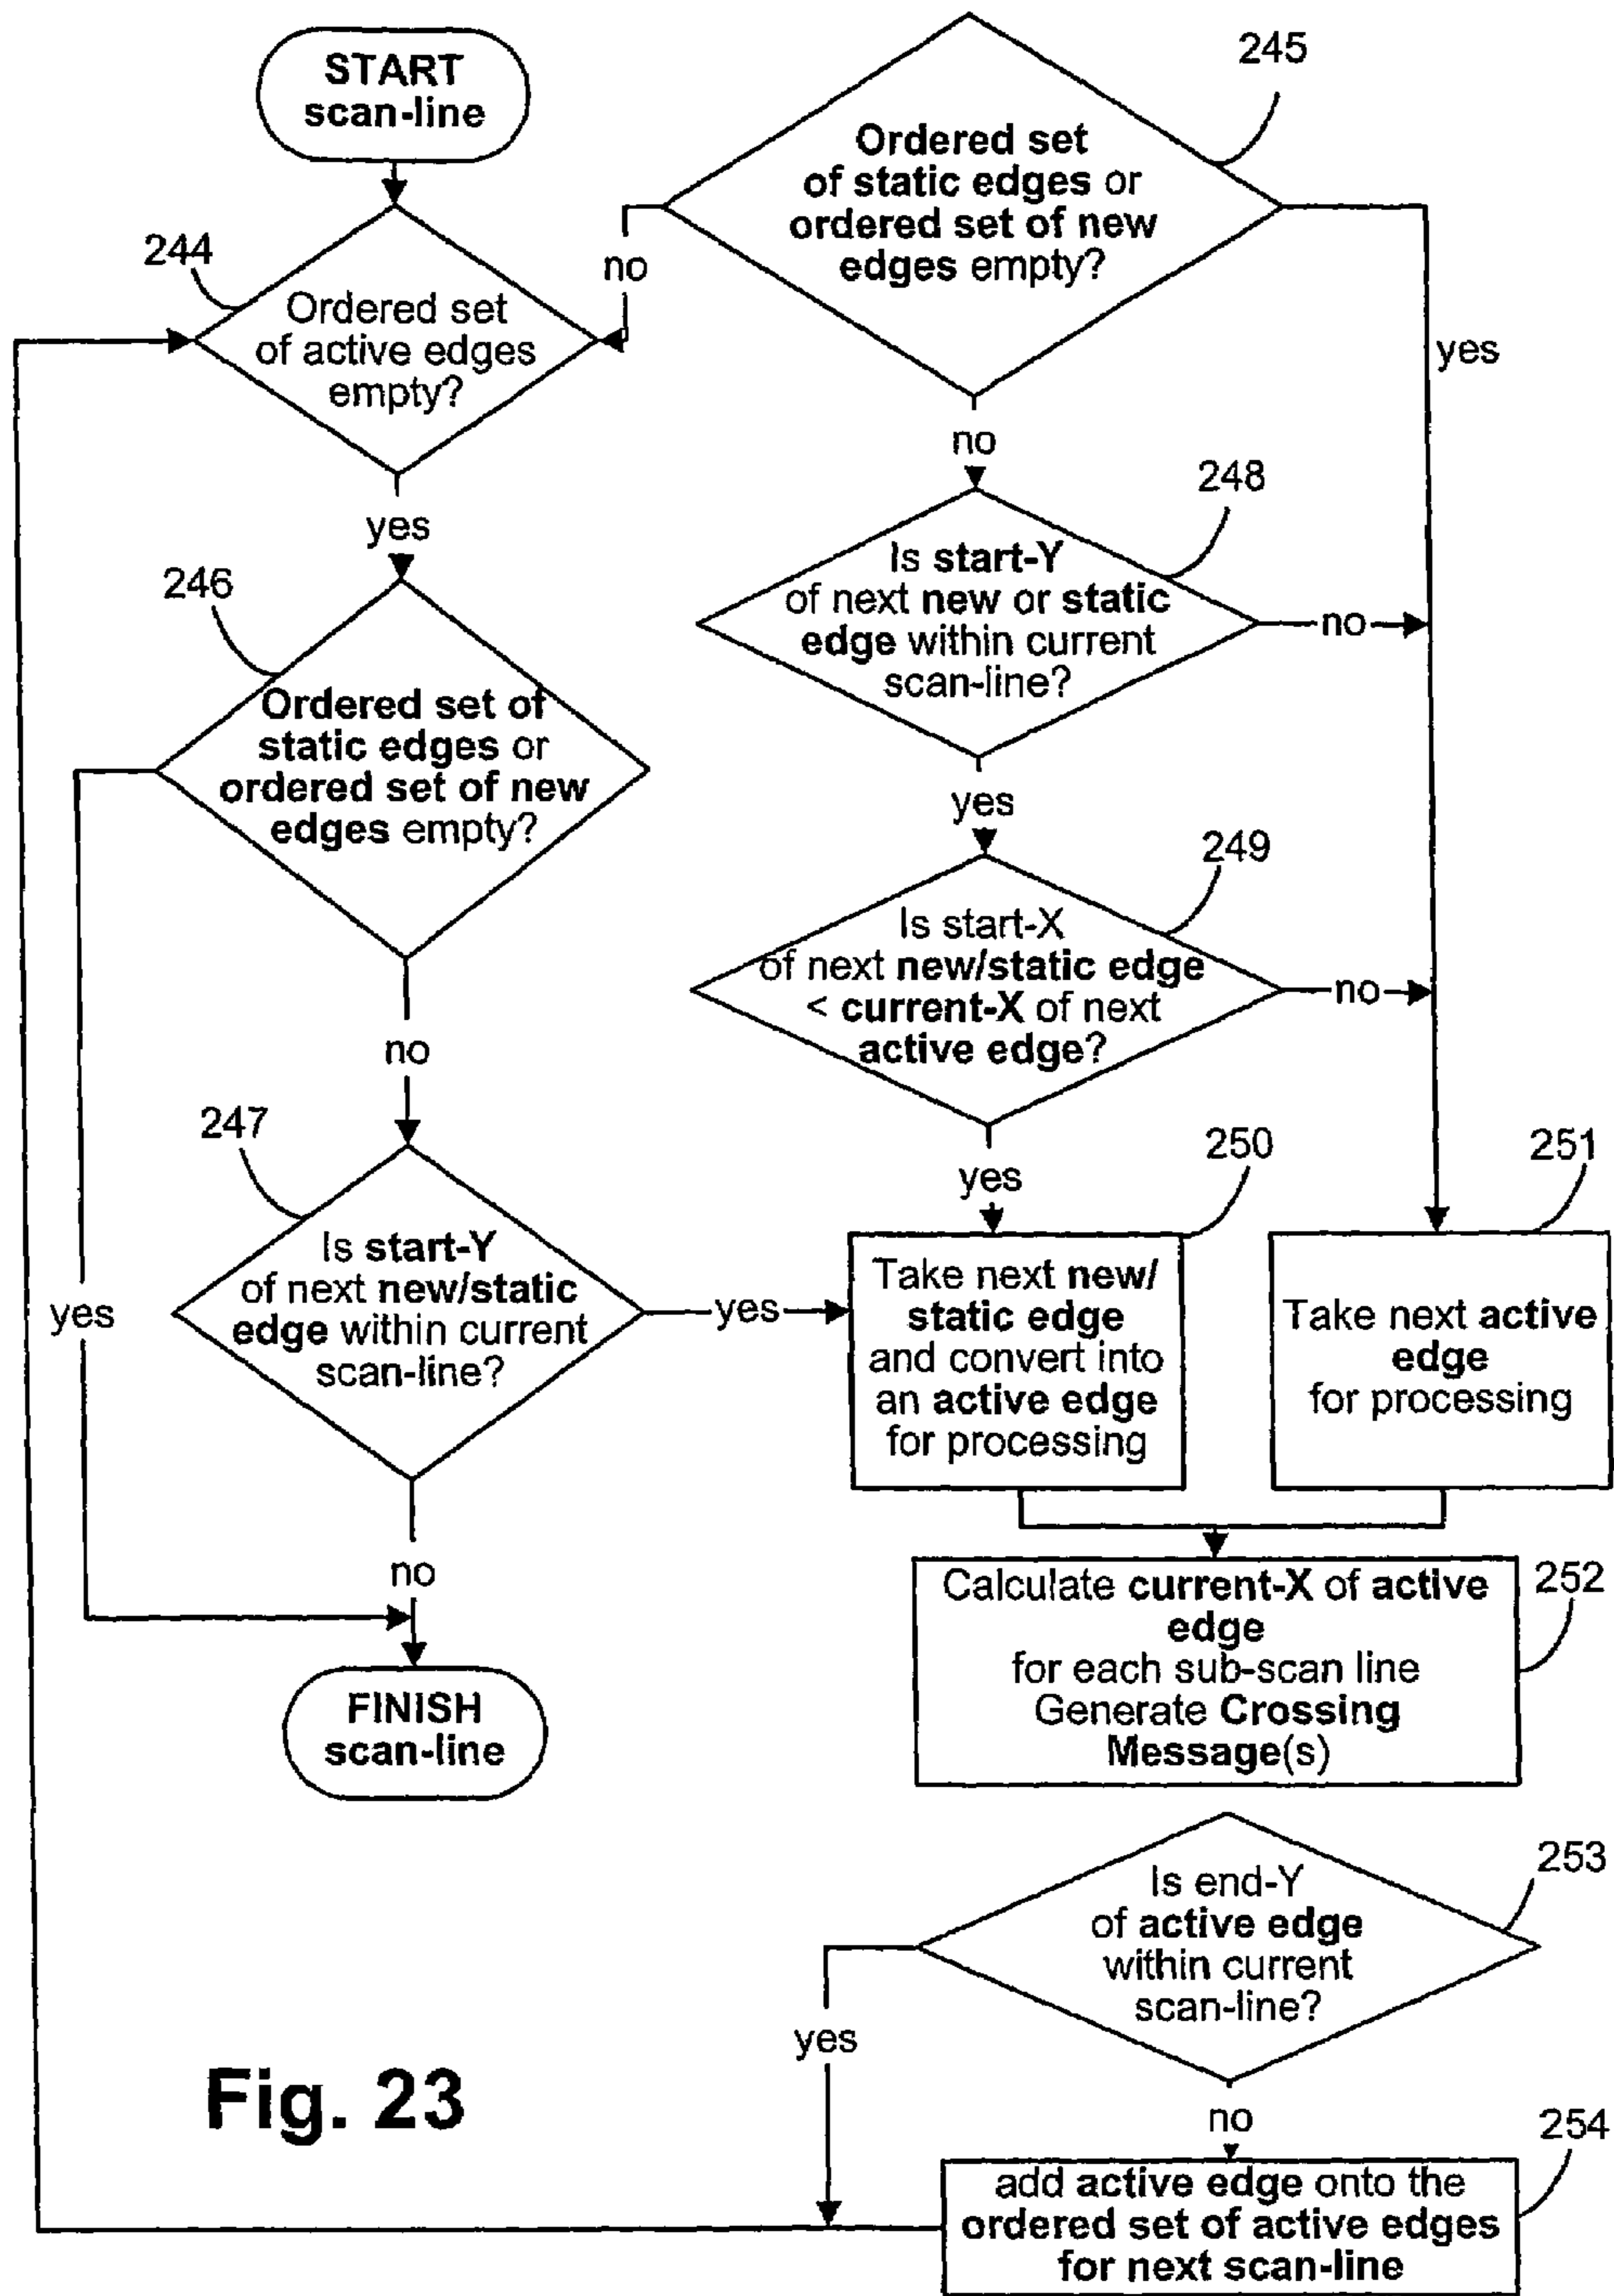 START
scan-line
244
Ordered set
of active edges
empty?
yes
246
Ordered set of
static edges or
ordered set of new
edges empty?
yes
no
247
Is start-Y
of next new/static
edge within current
scan-line?
yes
no
FINISH
scan-line
245
Ordered set
of static edges or
ordered set of new
edges empty?
no
yes
no
248
Is start-Y
of next new or static
edge within current
scan-line?
no
yes
249
Is start-X
of next new/static edge
< current-X of next
active edge?
no
yes
250
Take next new/
static edge
and convert into
an active edge
for processing
251
Take next active
edge
for processing
252
Calculate current-X of active
edge
for each sub-scan line
Generate Crossing
Message(s)
253
Is end-Y
of active edge
within current
scan-line?
yes
no
254
add active edge onto the
ordered set of active edges
for next scan-line
Fig. 23